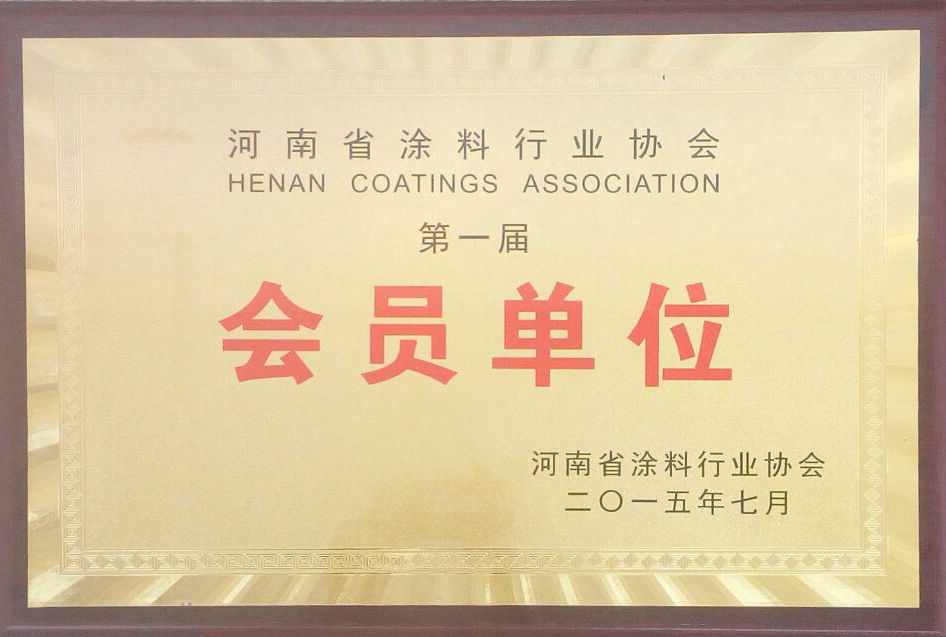 河南省涂料行业协会
HENAN COATINGS ASSOCIATION
第一届
会员单位
河南省涂料行业协会
二〇一五年七月